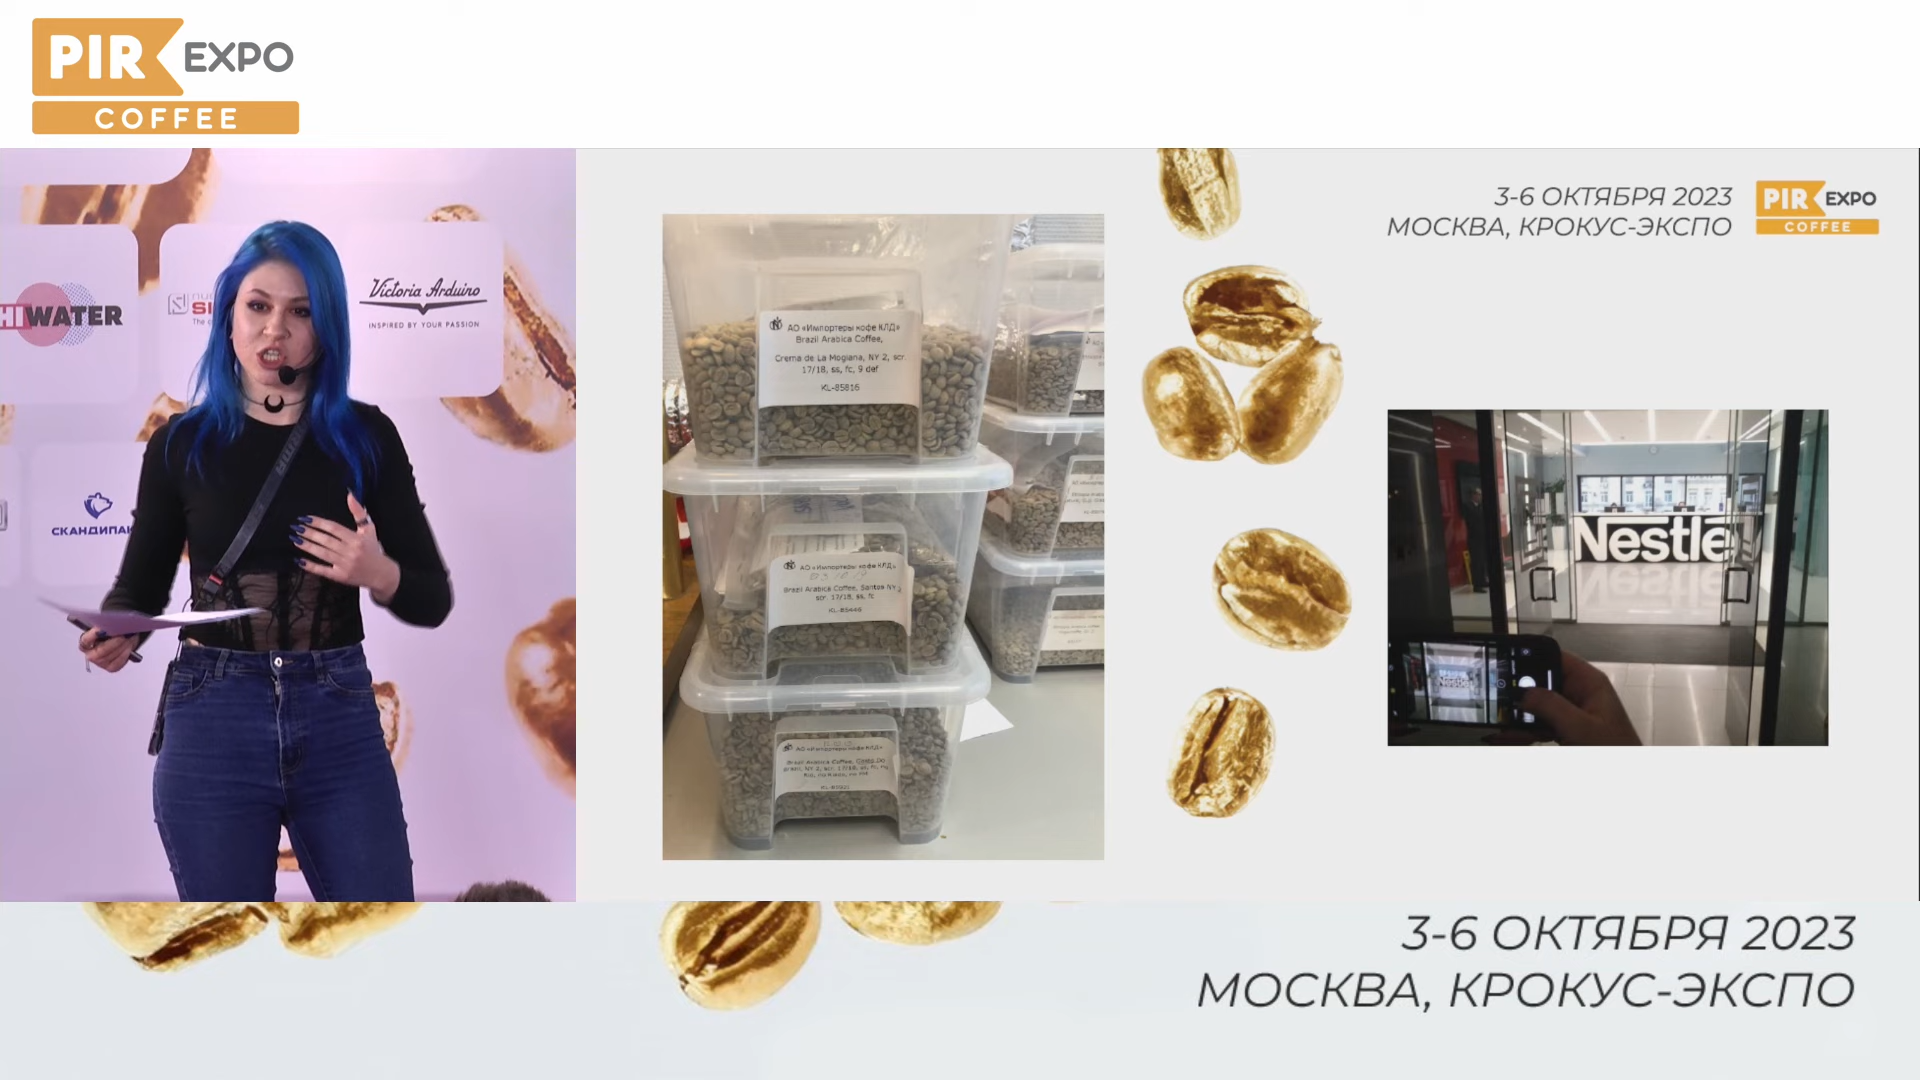 PIR EXPO
COFFEE
HIWATER
Victoria Arduino
INSPIRED BY YOUR PASSION
СКАНДИПАК
АО «Импортеры кофе КЛД»
Brazil Arabica Coffee,
Crema de La Mogiana, NY 2, scr.
17/18, ss, fc, 9 def
KL-85816
АО «Импортеры кофе КЛД»
Brazil Arabica Coffee, Santos NY 2
scr. 17/18, ss, fc
АО «Импортеры кофе КЛД»
3-6 ОКТЯБРЯ 2023
МОСКВА, КРОКУС-ЭКСПО
PIR EXPO
COFFEE
Nestle
3-6 ОКТЯБРЯ 2023
МОСКВА, КРОКУС-ЭКСПО